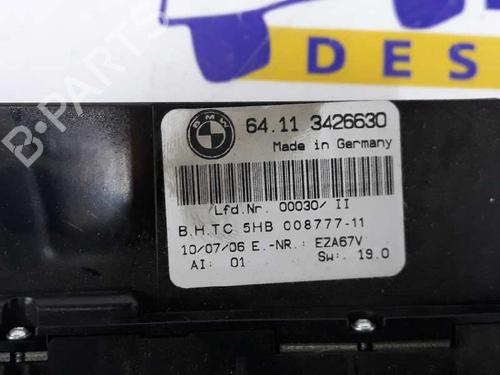 DES
B-PARTS
BMW
64.11 3426630
Made in Germany
Lfd.Nr. 00030/ II
B.H.TC 5HB 008777-11
10/07/06 E.-NR.: EZA67V
AI: 01 SW: 19.0